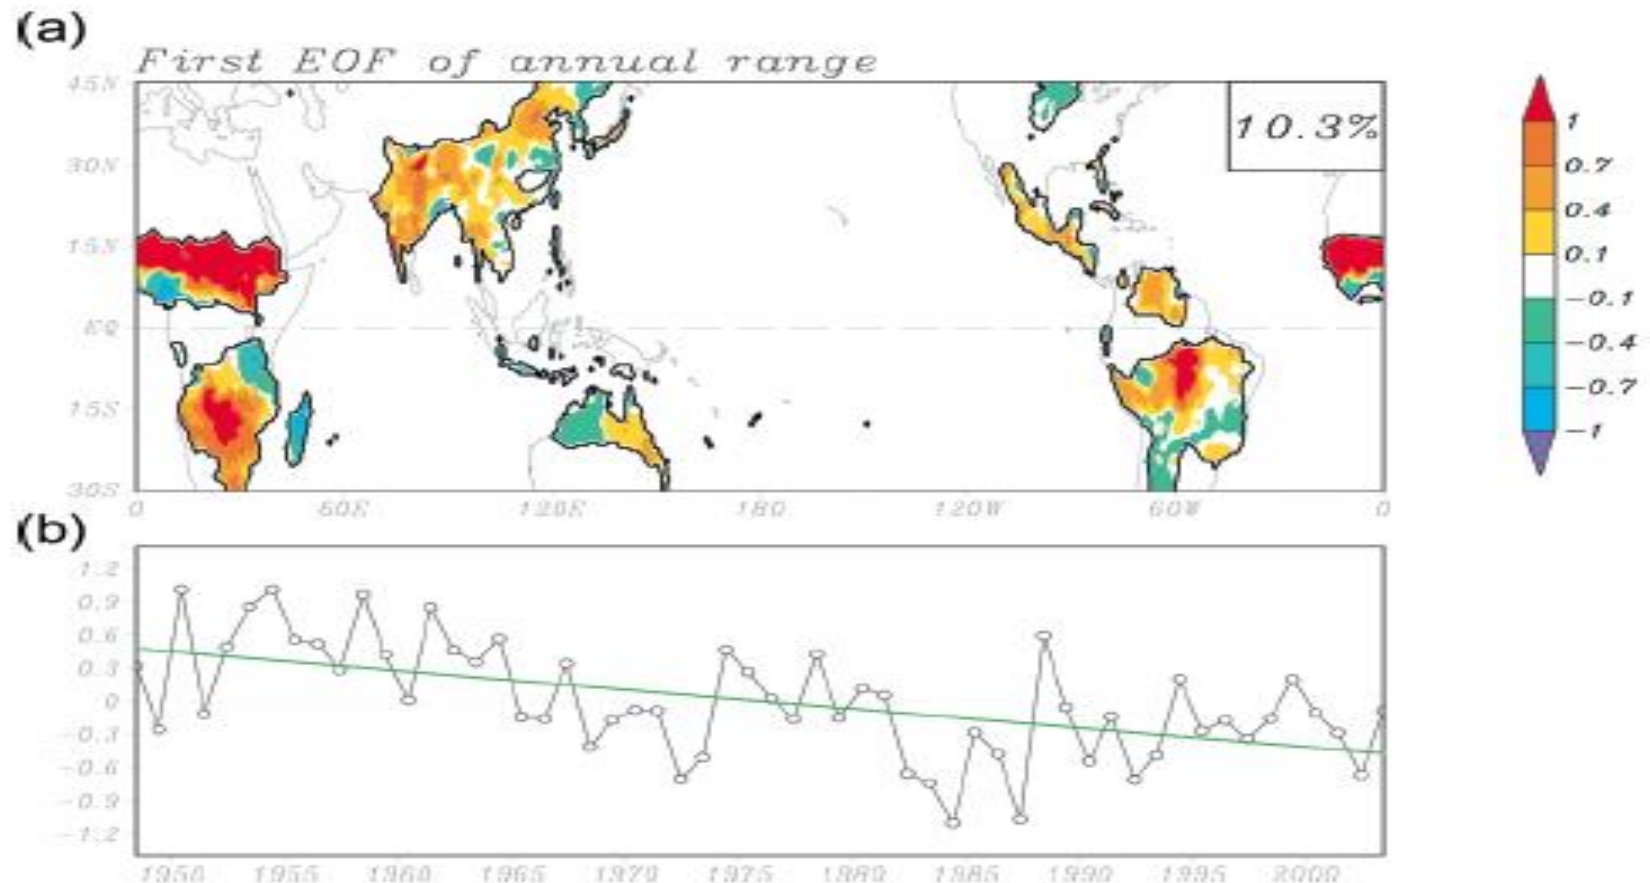 (a)
First EOF of annual range
45N
10.3%
30N
15N
EQ
15S
30S
0 60E 120E 180 120W 60W 0
1
0.7
0.4
0.1
-0.1
-0.4
-0.7
-1
(b)
1.2
0.9
0.6
0.3
0
-0.3
-0.6
-0.9
-1.2
1950 1955 1960 1965 1970 1975 1980 1985 1990 1995 2000